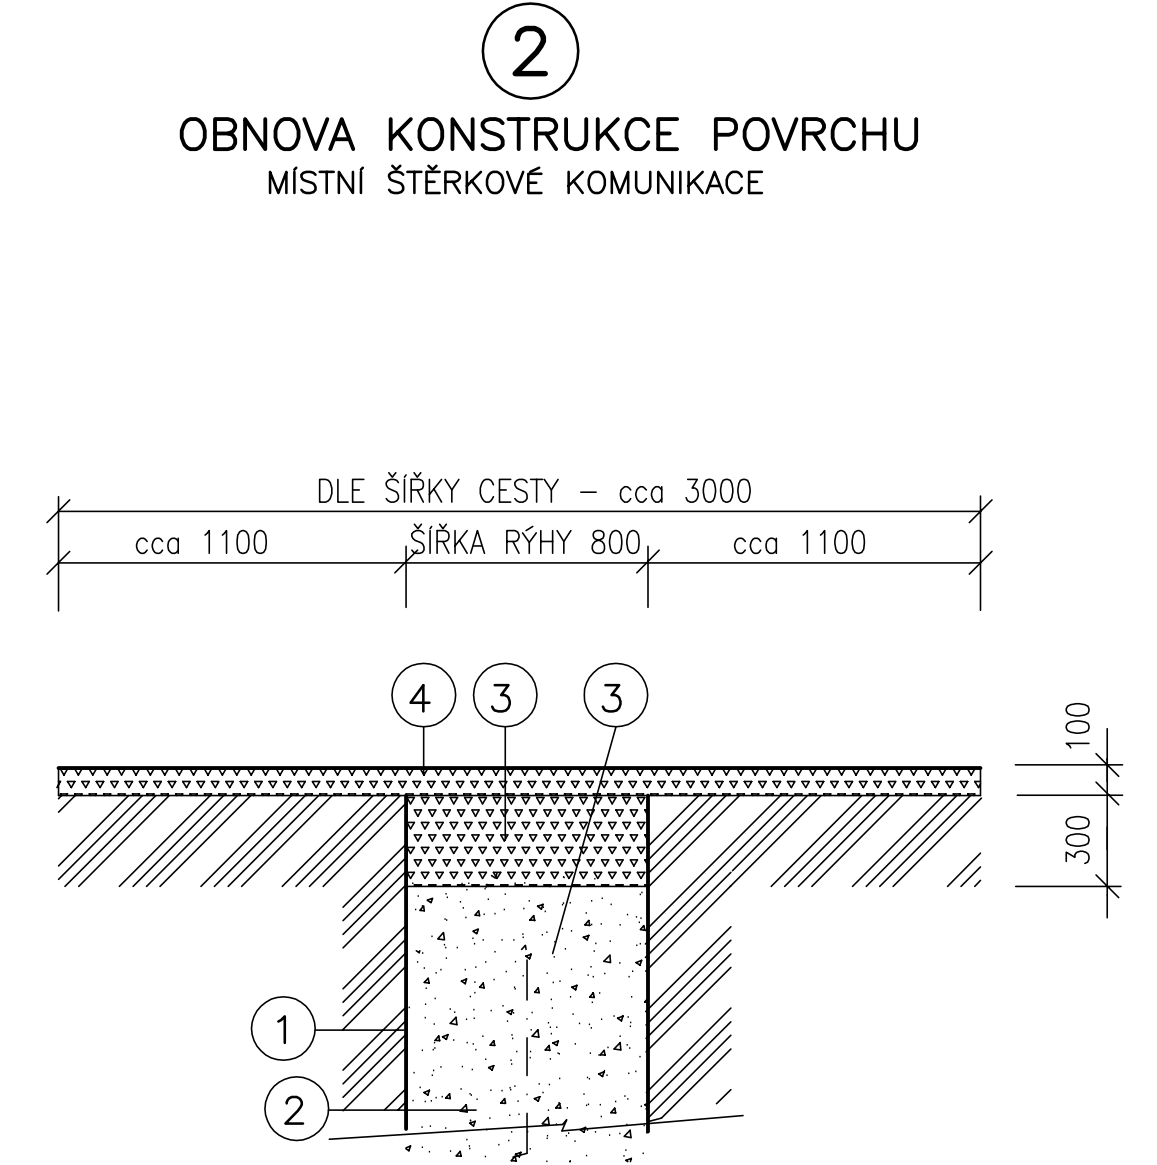 2
OBNOVA KONSTRUKCE POVRCHU
MÍSTNÍ ŠTĚRKOVÉ KOMUNIKACE
DLE ŠÍŘKY CESTY – cca 3000
cca 1100 ŠÍŘKA RÝHY 800 cca 1100
4 3 3
100
300
1
2